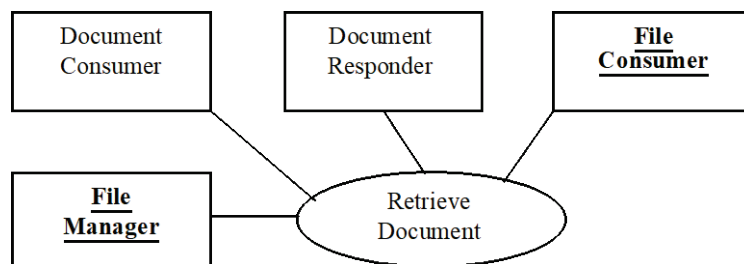 Document
Consumer
Document
Responder
File
Consumer
File
Manager
Retrieve
Document